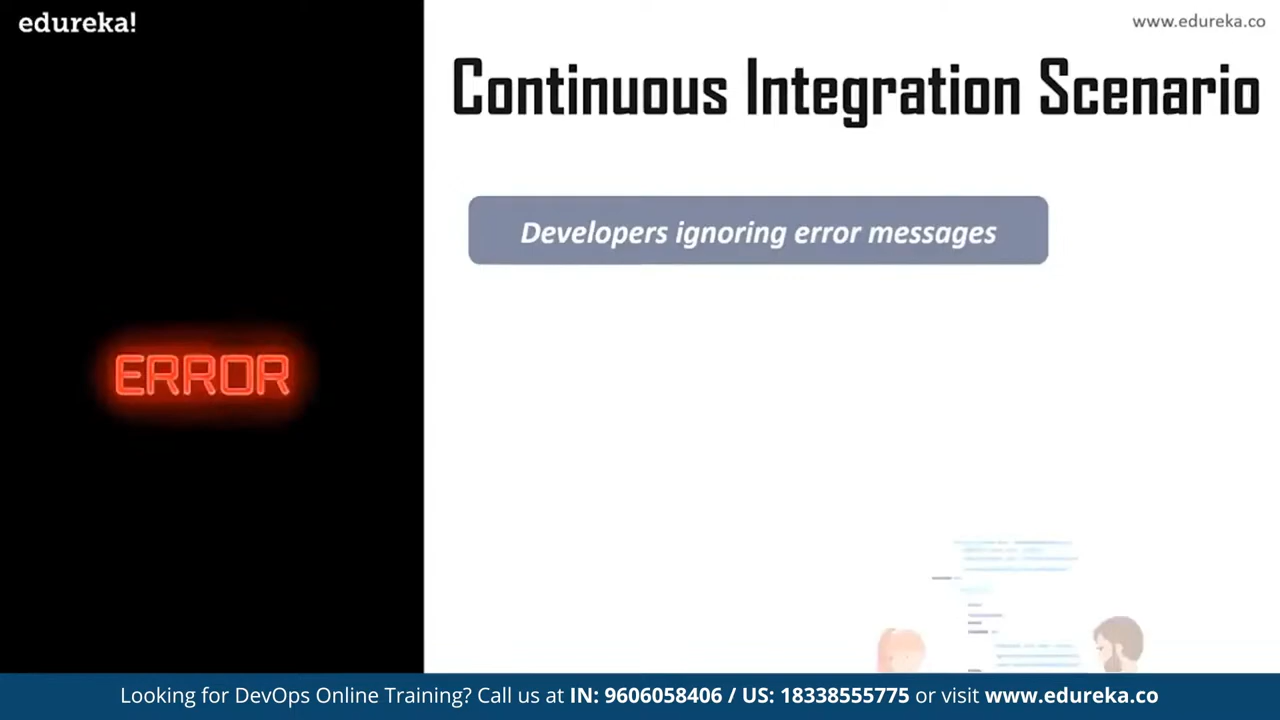 edureka!
www.edureka.co
Continuous Integration Scenario
Developers ignoring error messages
ERROR
Looking for DevOps Online Training? Call us at IN: 9606058406 / US: 18338555775 or visit www.edureka.co